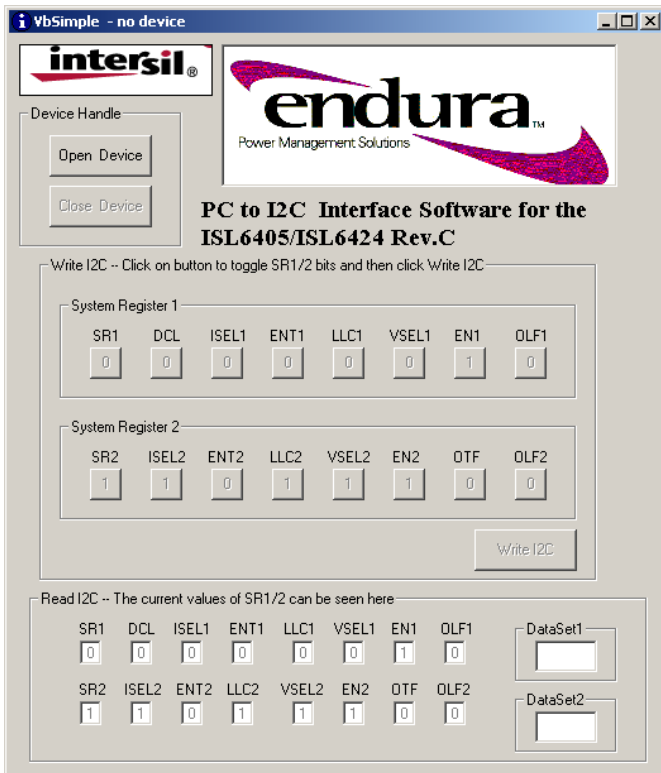 VbSimple - no device
intersil®
endura™
Power Management Solutions
Device Handle
Open Device
Close Device
PC to I2C Interface Software for the
ISL6405/ISL6424 Rev.C
Write I2C -- Click on button to toggle SR1/2 bits and then click Write I2C
System Register 1
SR1 DCL ISEL1 ENT1 LLC1 VSEL1 EN1 OLF1
0 0 0 0 0 0 1 0
System Register 2
SR2 ISEL2 ENT2 LLC2 VSEL2 EN2 OTF OLF2
1 1 0 1 1 1 0 0
Write I2C
Read I2C -- The current values of SR1/2 can be seen here
SR1 DCL ISEL1 ENT1 LLC1 VSEL1 EN1 OLF1
0 0 0 0 0 0 1 0
DataSet1
SR2 ISEL2 ENT2 LLC2 VSEL2 EN2 OTF OLF2
1 1 0 1 1 1 0 0
DataSet2